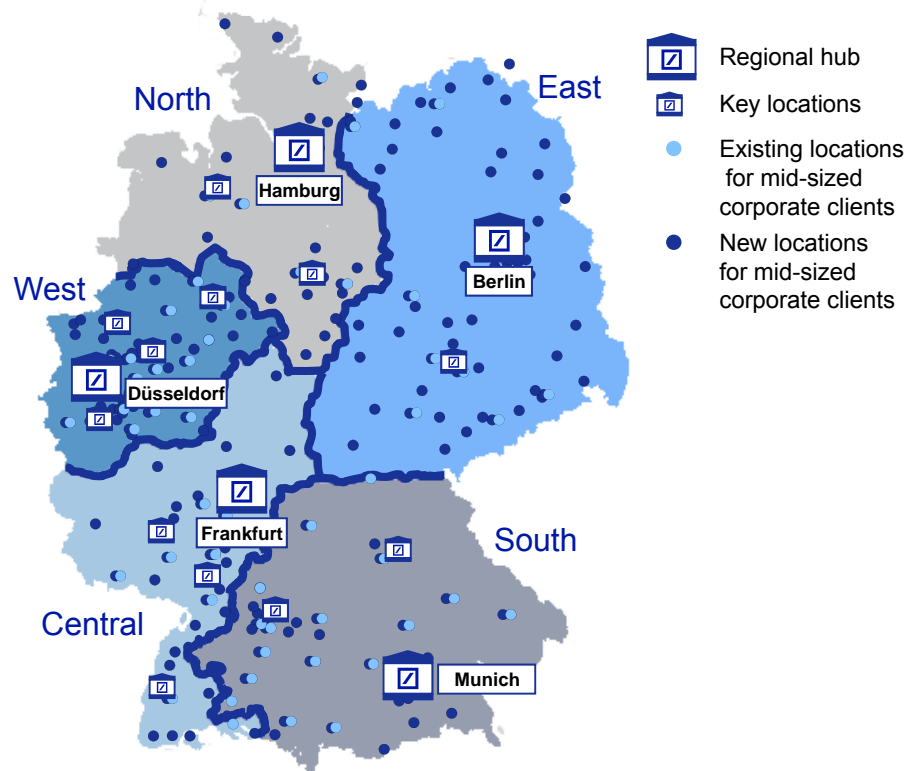 North
East
West
Central
South
Hamburg
Berlin
Düsseldorf
Frankfurt
Munich
Regional hub
Key locations
Existing locations
for mid-sized
corporate clients
New locations
for mid-sized
corporate clients